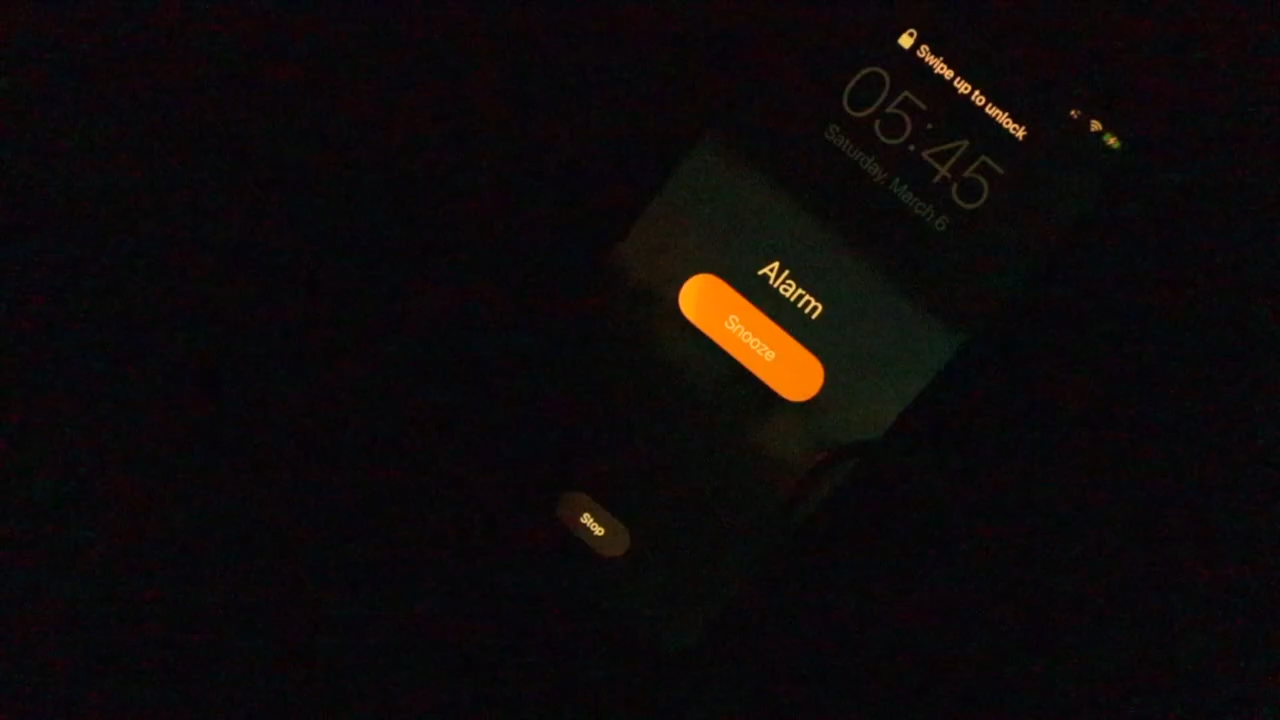 Swipe up to unlock
05:45
Saturday, March 6
Alarm
Snooze
Stop